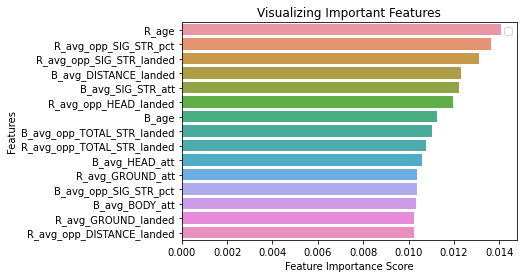 Visualizing Important Features
R_age
R_avg_opp_SIG_STR_pct
R_avg_opp_SIG_STR_landed
B_avg_DISTANCE_landed
B_avg_SIG_STR_att
R_avg_opp_HEAD_landed
B_age
B_avg_opp_TOTAL_STR_landed
R_avg_opp_TOTAL_STR_landed
B_avg_HEAD_att
R_avg_GROUND_att
B_avg_opp_SIG_STR_pct
B_avg_BODY_att
R_avg_GROUND_landed
R_avg_opp_DISTANCE_landed
Features
0.000 0.002 0.004 0.006 0.008 0.010 0.012 0.014
Feature Importance Score